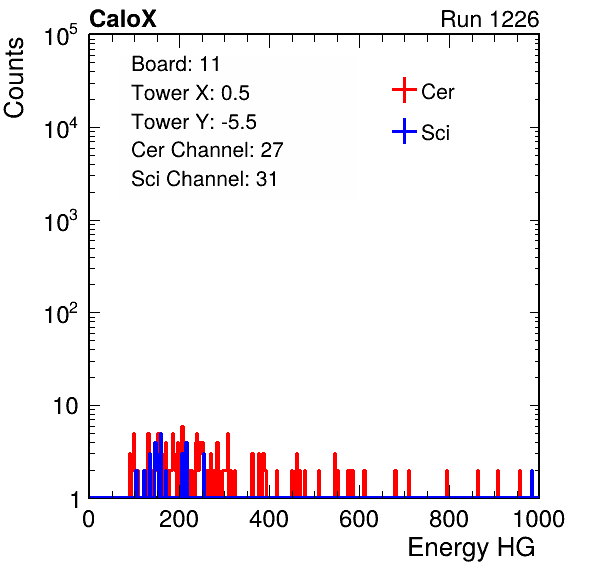 CaloX Run 1226
Board: 11
Tower X: 0.5
Tower Y: -5.5
Cer Channel: 27
Sci Channel: 31
Cer
Sci
Counts
10^5
10^4
10^3
10^2
10
1
0 200 400 600 800 1000
Energy HG